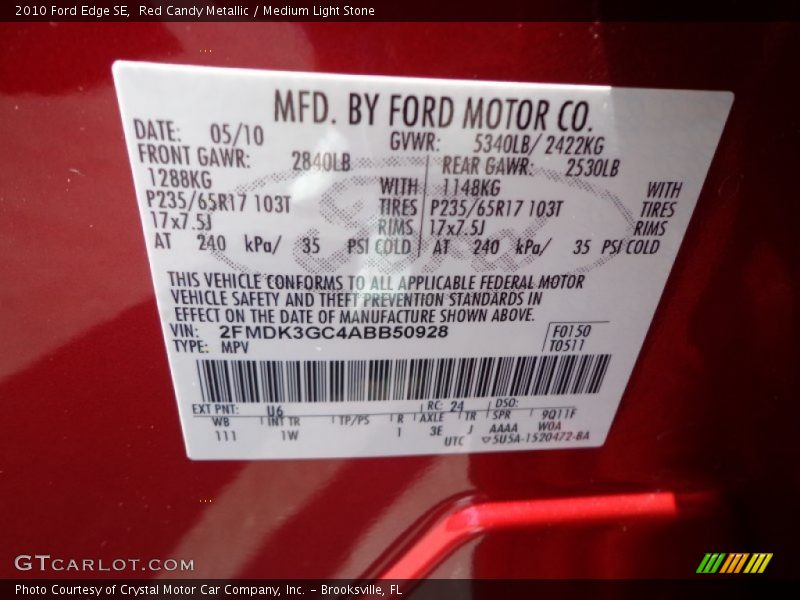 2010 Ford Edge SE,  Red Candy Metallic / Medium Light Stone
MFD. BY FORD MOTOR CO.
DATE: 05/10 GVWR: 5340LB/ 2422KG
FRONT GAWR: 2840LB REAR GAWR: 2530LB
1288KG WITH 1148KG WITH
P235/65R17 103T TIRES P235/65R17 103T TIRES
17x7.5J RIMS 17x7.5J RIMS
AT 240 kPa/ 35 PSI COLD AT 240 kPa/ 35 PSI COLD
THIS VEHICLE CONFORMS TO ALL APPLICABLE FEDERAL MOTOR
VEHICLE SAFETY AND THEFT PREVENTION STANDARDS IN
EFFECT ON THE DATE OF MANUFACTURE SHOWN ABOVE.
VIN: 2FMDK3GC4ABB50928 F0150
TYPE: MPV T0511
EXT PNT: U6 RC: 24 DSO:
WB INT TR TP/PS R AXLE TR SPR 9Q11F
111 1W 1 3E J AAAA W0A
UTC 5U5A-1520472-BA
GTCARLOT.COM
Photo Courtesy of Crystal Motor Car Company, Inc. – Brooksville, FL